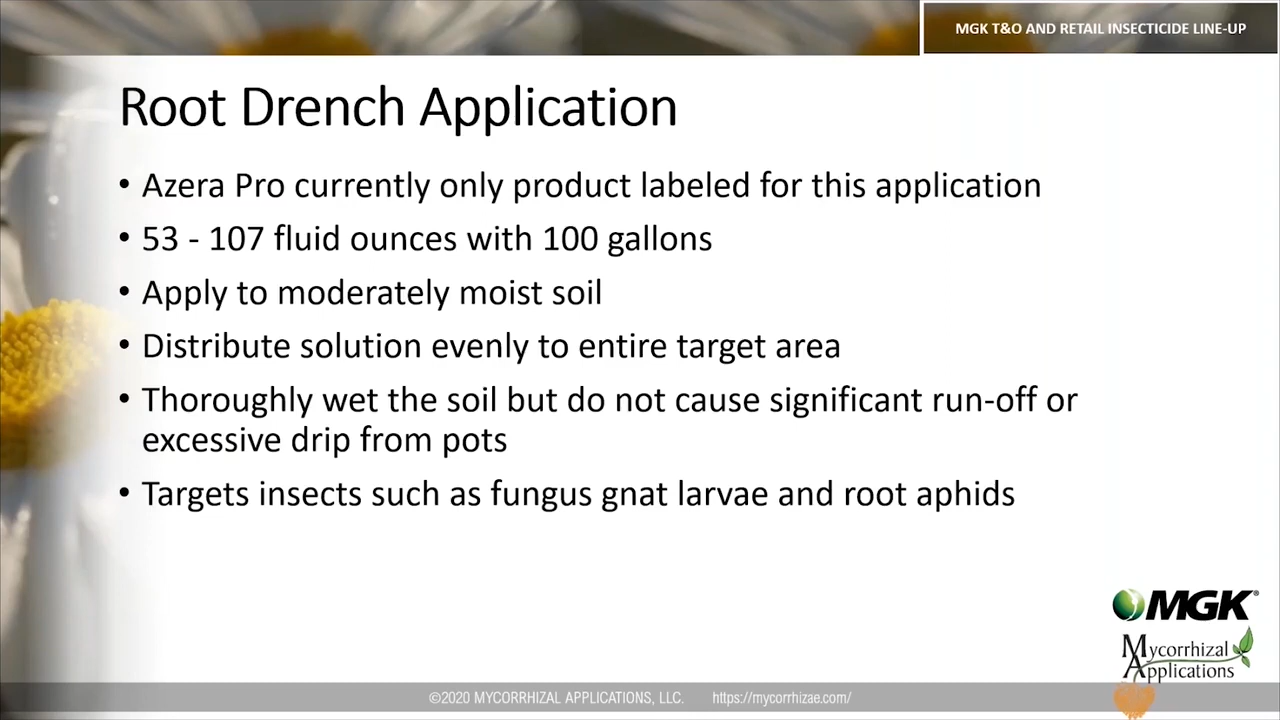 MGK T&O AND RETAIL INSECTICIDE LINE-UP
Root Drench Application
• Azera Pro currently only product labeled for this application
• 53 - 107 fluid ounces with 100 gallons
• Apply to moderately moist soil
• Distribute solution evenly to entire target area
• Thoroughly wet the soil but do not cause significant run-off or
excessive drip from pots
• Targets insects such as fungus gnat larvae and root aphids
MGK®
Mycorrhizal
Applications
©2020 MYCORRHIZAL APPLICATIONS, LLC. https://mycorrhizae.com/